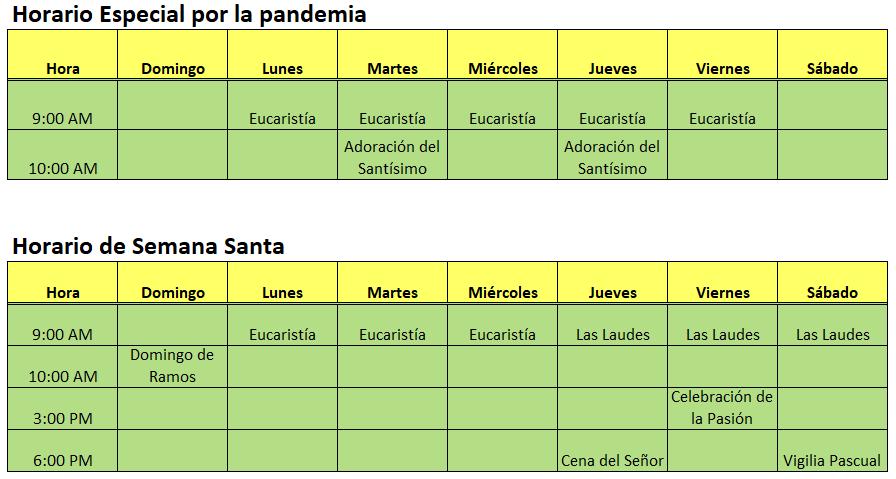 Horario Especial por la pandemia
Hora Domingo Lunes Martes Miércoles Jueves Viernes Sábado
9:00 AM Eucaristía Eucaristía Eucaristía Eucaristía Eucaristía
Adoración del Adoración del
10:00 AM Santísimo Santísimo
Horario de Semana Santa
Hora Domingo Lunes Martes Miércoles Jueves Viernes Sábado
9:00 AM Eucaristía Eucaristía Eucaristía Las Laudes Las Laudes Las Laudes
Domingo de
10:00 AM Ramos
Celebración de
3:00 PM la Pasión
6:00 PM Cena del Señor Vigilia Pascual